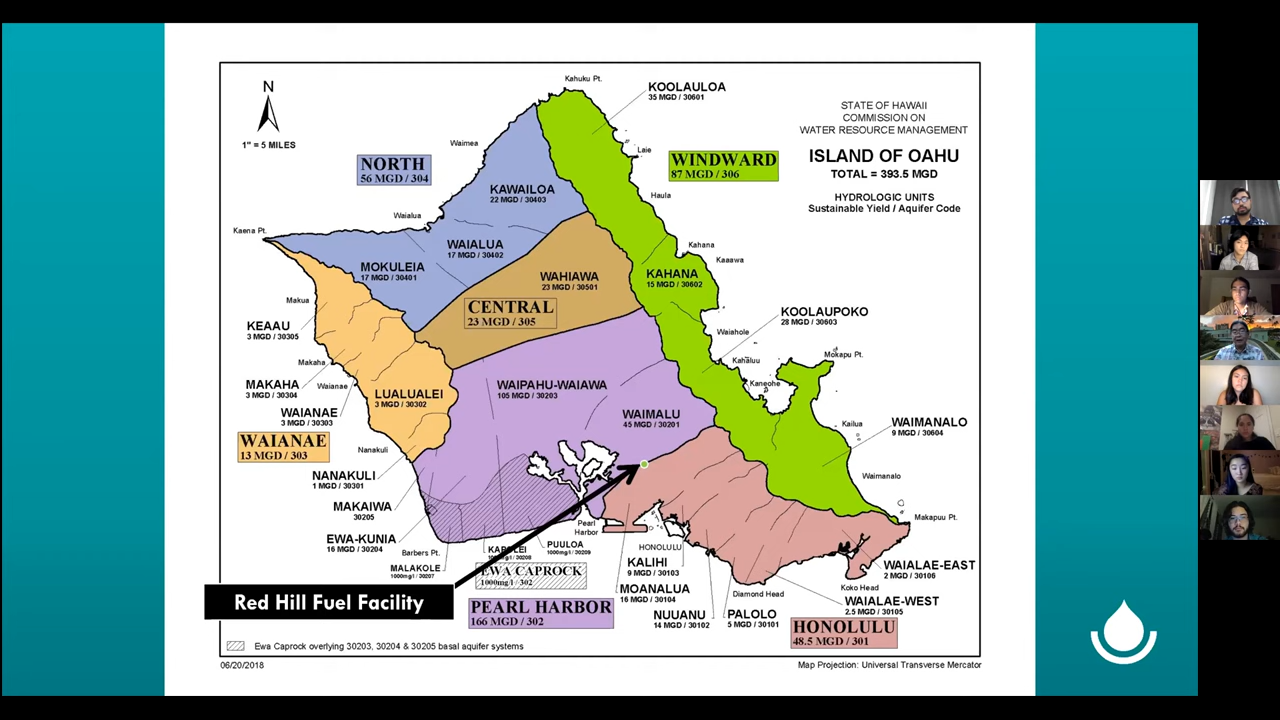 Kahuku Pt.
KOOLAULOA
35 MGD / 30601
N
1" = 5 MILES
STATE OF HAWAII
COMMISSION ON
WATER RESOURCE MANAGEMENT
ISLAND OF OAHU
TOTAL = 393.5 MGD
HYDROLOGIC UNITS
Sustainable Yield / Aquifer Code
Waimea
Laie
NORTH
56 MGD / 304
WINDWARD
87 MGD / 306
KAWAILOA
22 MGD / 30403
Haula
Waialua
Kaena Pt.
WAIALUA
17 MGD / 30402
Kahana
Kaaawa
MOKULEIA
17 MGD / 30401
WAHIAWA
23 MGD / 30501
KAHANA
15 MGD / 30602
Makua
CENTRAL
23 MGD / 305
KOOLAUPOKO
28 MGD / 30603
KEAAU
3 MGD / 30305
Waiahole
Makaha
Kahaluu
Mokapu Pt.
MAKAHA
3 MGD / 30304
Waianae
WAIPAHU-WAIAWA
105 MGD / 30203
Kaneohe
LUALUALEI
3 MGD / 30302
WAIANAE
3 MGD / 30303
WAIMALU
45 MGD / 30201
Kailua
WAIMANALO
9 MGD / 30604
WAIANAE
13 MGD / 303
Nanakuli
NANAKULI
1 MGD / 30301
Waimanalo
MAKAIWA
30205
Makapuu Pt.
EWA-KUNIA
16 MGD / 30204
Pearl
Harbor
Barbers Pt.
PUULOA
1000mg/l / 30209
HONOLULU
MALAKOLE
1000mg/l / 30207
EWA CAPROCK
1000mg/l / 302
KALIHI
9 MGD / 30103
WAIALAE-EAST
2 MGD / 30106
MOANALUA
16 MGD / 30104
Diamond Head
Koko Head
WAIALAE-WEST
2.5 MGD / 30105
Red Hill Fuel Facility
PEARL HARBOR
166 MGD / 302
NUUANU
14 MGD / 30102
PALOLO
5 MGD / 30101
HONOLULU
48.5 MGD / 301
Ewa Caprock overlying 30203, 30204 & 30205 basal aquifer systems
06/20/2018
Map Projection: Universal Transverse Mercator